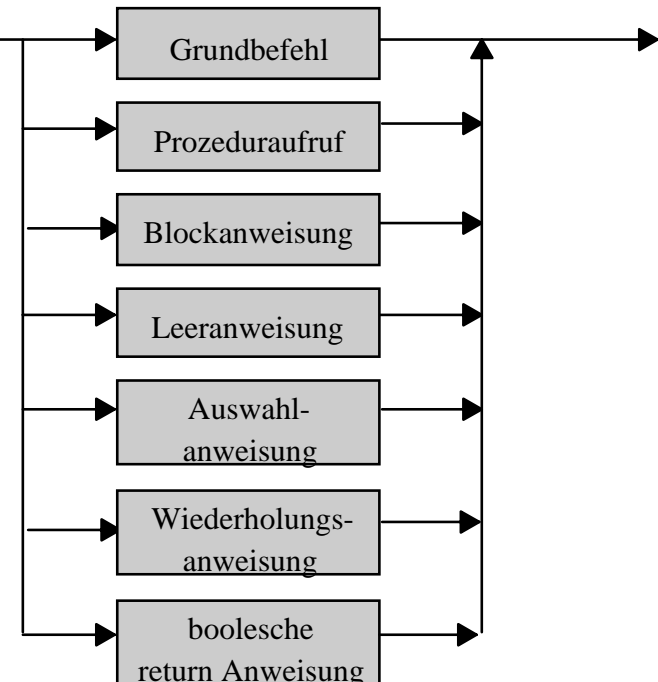 Grundbefehl
Prozeduraufruf
Blockanweisung
Leeranweisung
Auswahl-
anweisung
Wiederholungs-
anweisung
boolesche
return Anweisung